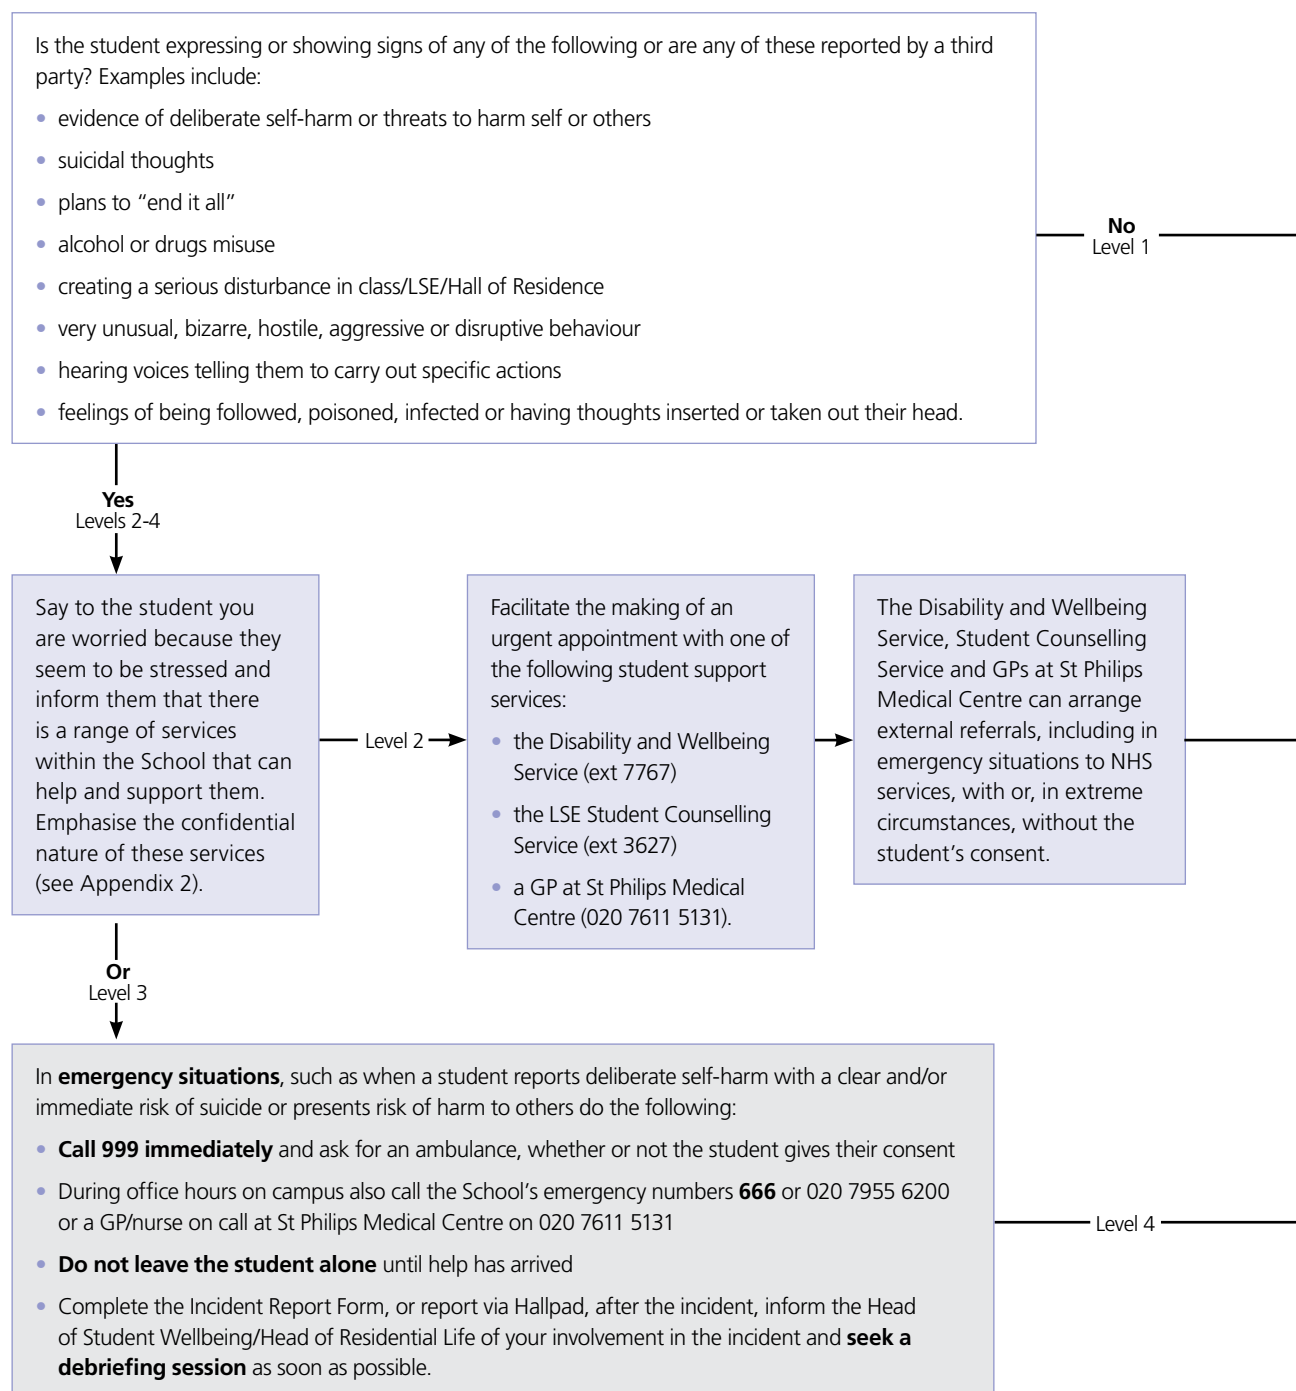 Is the student expressing or showing signs of any of the following or are any of these reported by a third
party? Examples include:
• evidence of deliberate self-harm or threats to harm self or others
• suicidal thoughts
• plans to “end it all”
• alcohol or drugs misuse
• creating a serious disturbance in class/LSE/Hall of Residence
• very unusual, bizarre, hostile, aggressive or disruptive behaviour
• hearing voices telling them to carry out specific actions
• feelings of being followed, poisoned, infected or having thoughts inserted or taken out their head.
No
Level 1
Yes
Levels 2-4
Say to the student you
are worried because they
seem to be stressed and
inform them that there
is a range of services
within the School that can
help and support them.
Emphasise the confidential
nature of these services
(see Appendix 2).
Level 2
Facilitate the making of an
urgent appointment with one of
the following student support
services:
• the Disability and Wellbeing
Service (ext 7767)
• the LSE Student Counselling
Service (ext 3627)
• a GP at St Philips Medical
Centre (020 7611 5131).
The Disability and Wellbeing
Service, Student Counselling
Service and GPs at St Philips
Medical Centre can arrange
external referrals, including in
emergency situations to NHS
services, with or, in extreme
circumstances, without the
student’s consent.
Or
Level 3
In emergency situations, such as when a student reports deliberate self-harm with a clear and/or
immediate risk of suicide or presents risk of harm to others do the following:
• Call 999 immediately and ask for an ambulance, whether or not the student gives their consent
• During office hours on campus also call the School’s emergency numbers 666 or 020 7955 6200
or a GP/nurse on call at St Philips Medical Centre on 020 7611 5131
• Do not leave the student alone until help has arrived
• Complete the Incident Report Form, or report via Hallpad, after the incident, inform the Head
of Student Wellbeing/Head of Residential Life of your involvement in the incident and seek a
debriefing session as soon as possible.
Level 4